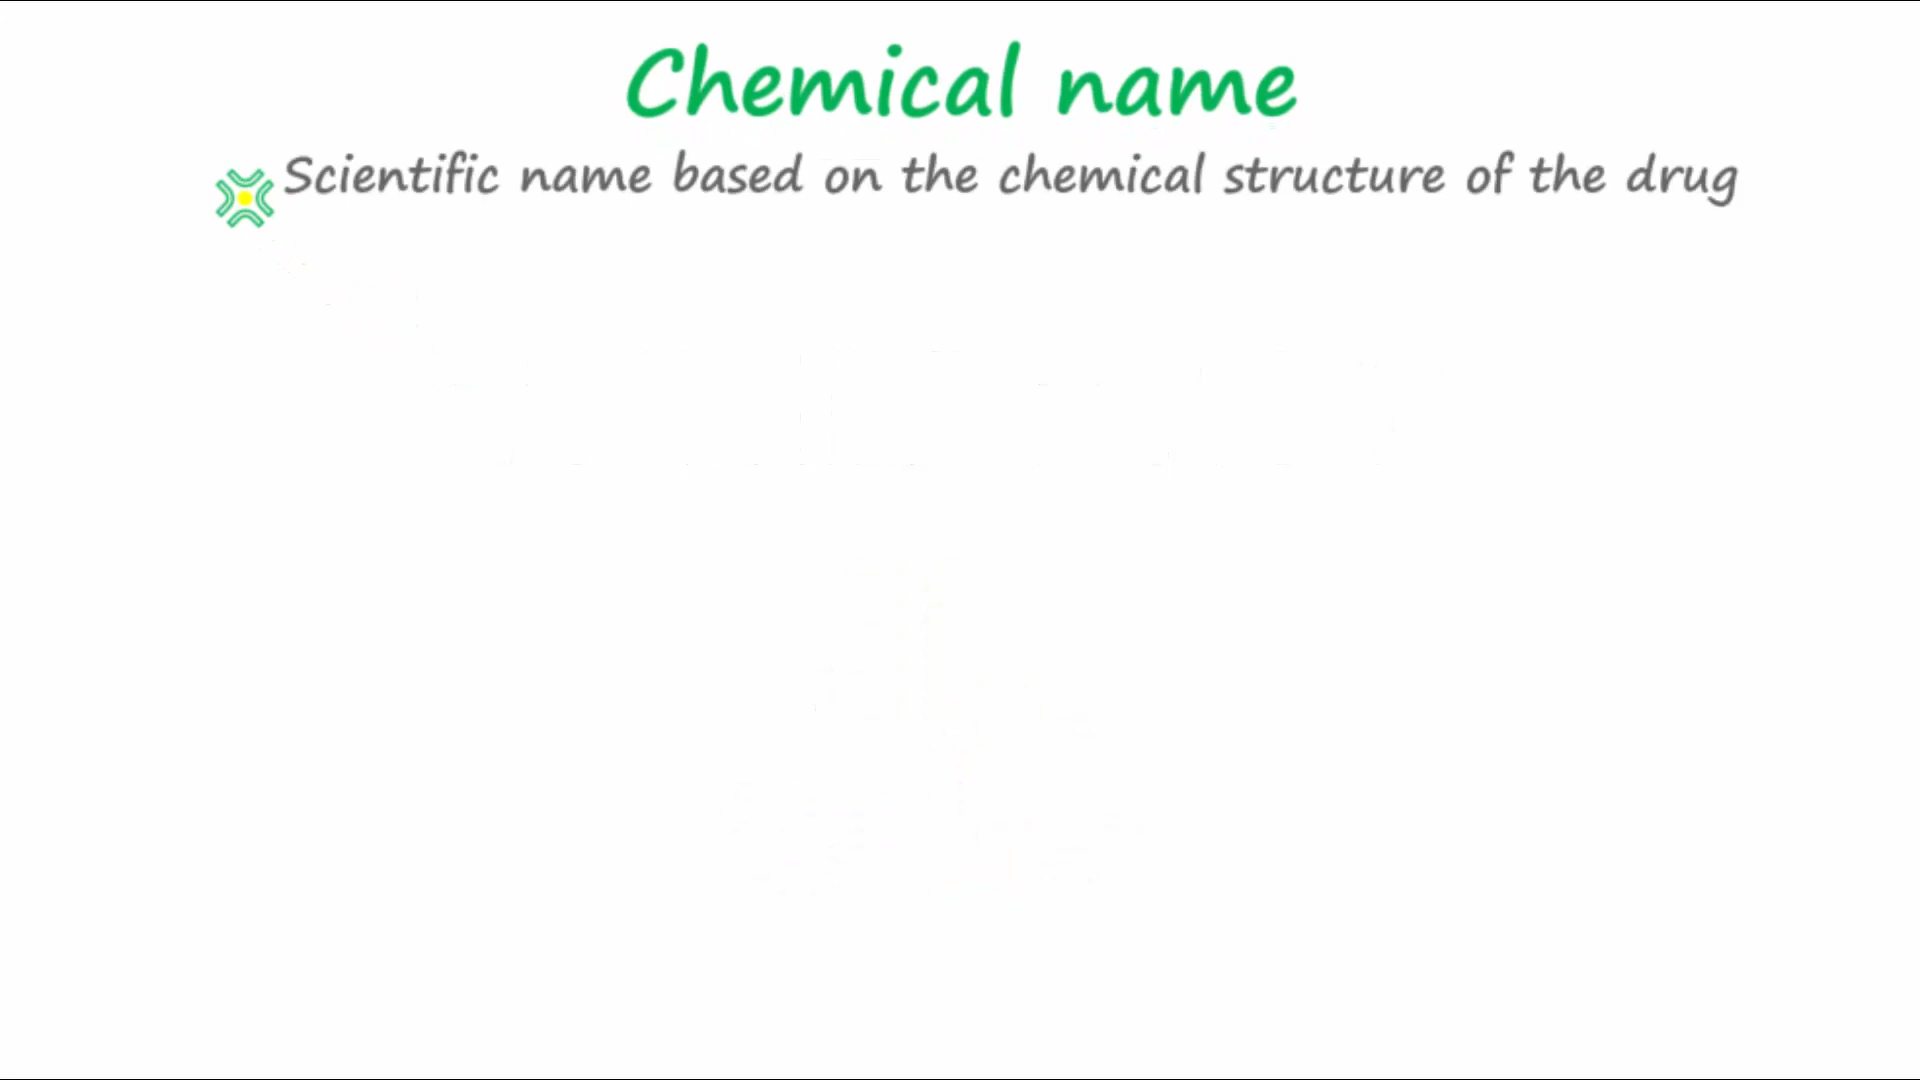 Chemical name
Scientific name based on the chemical structure of the drug